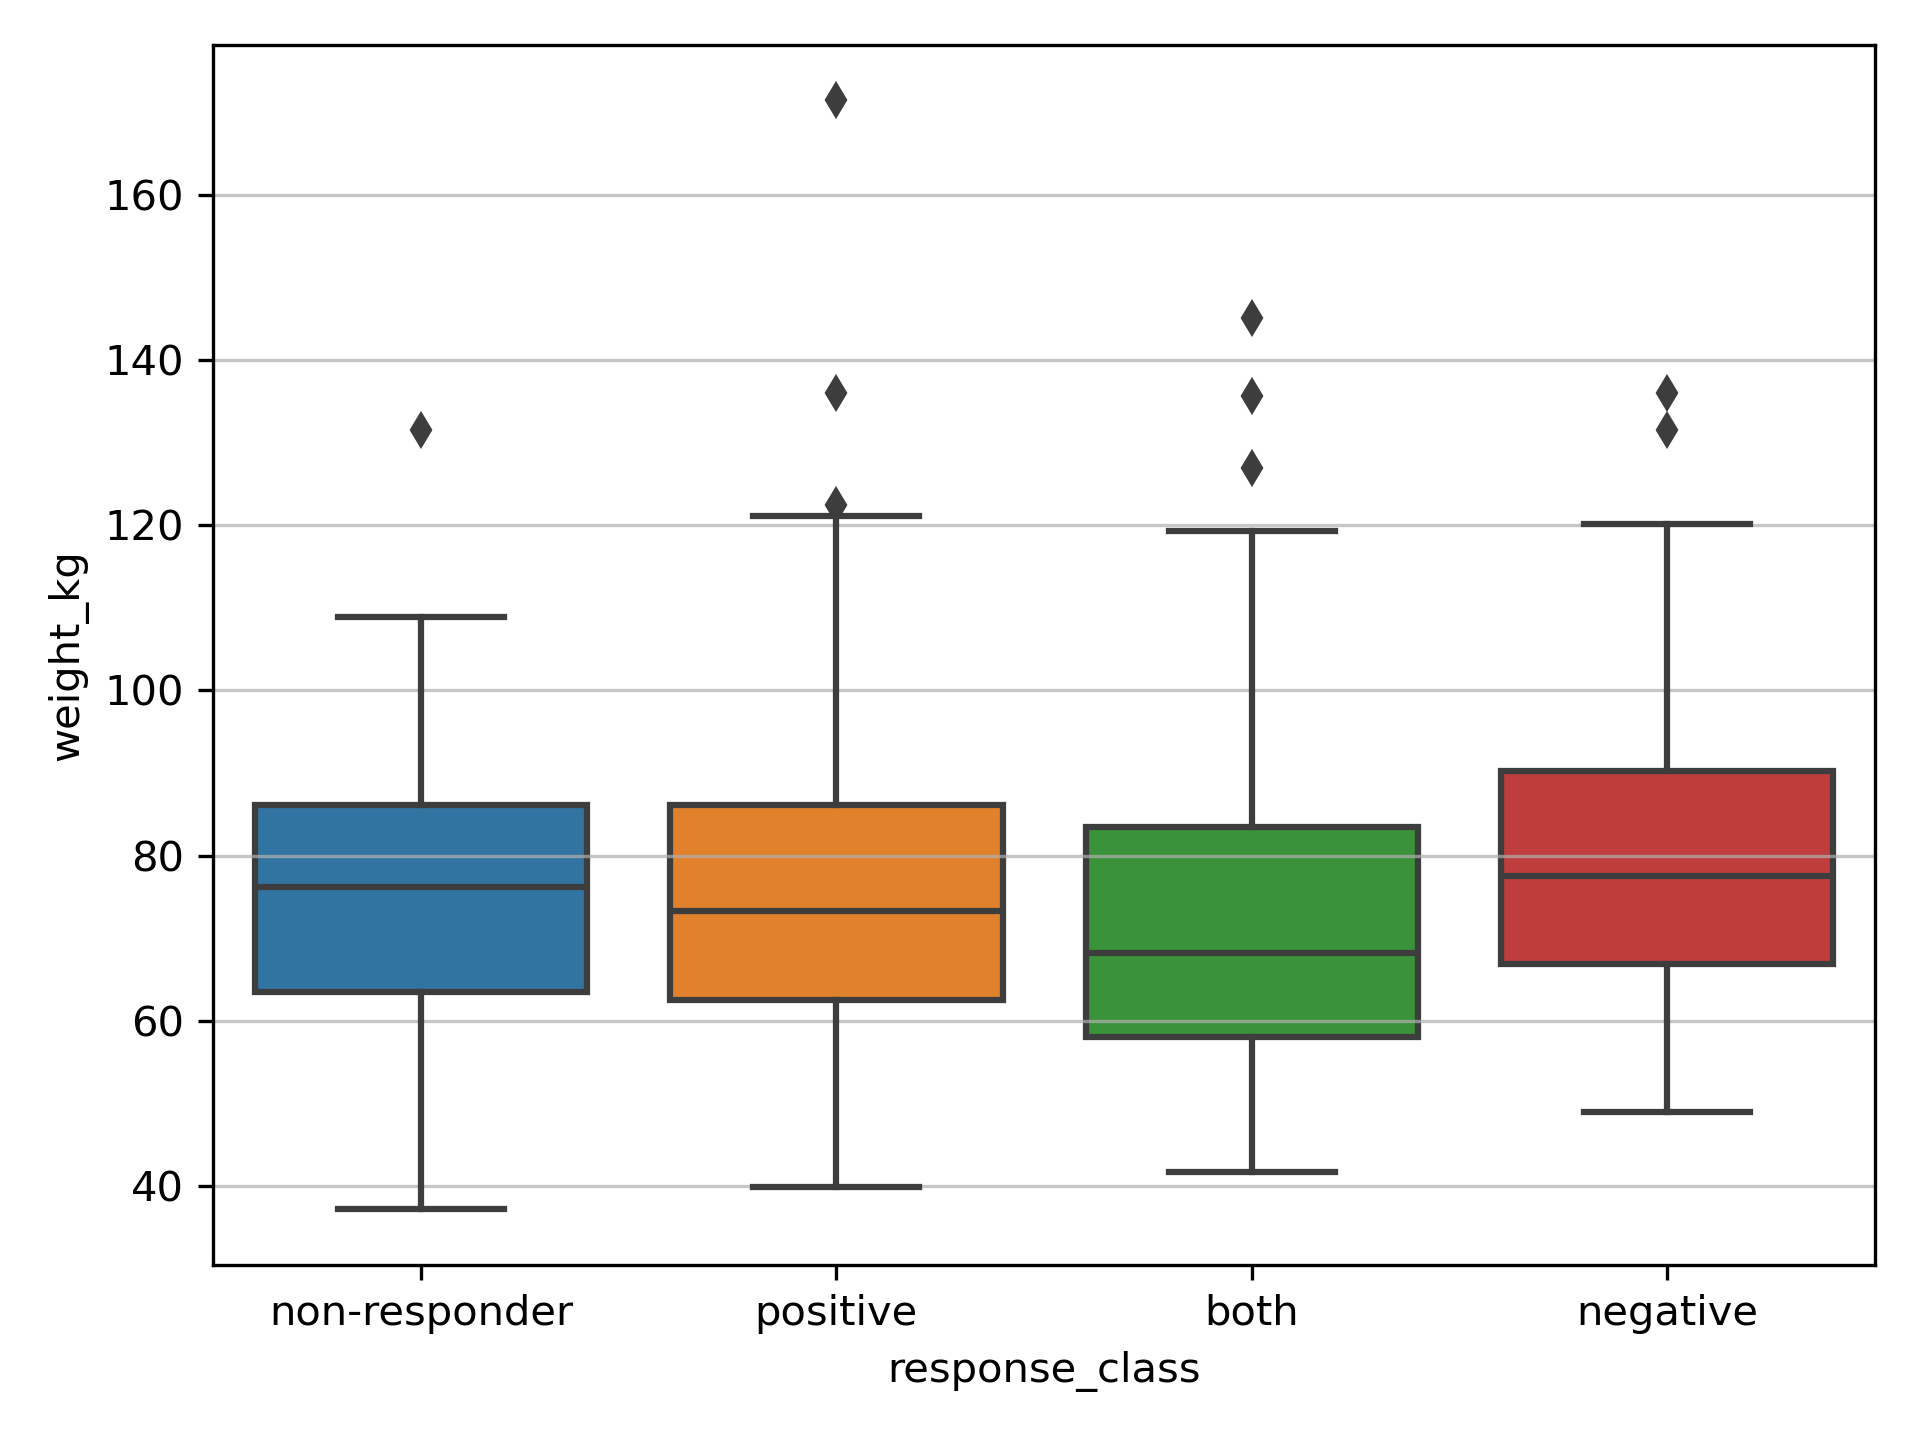 weight_kg
160
140
120
100
80
60
40
non-responder positive both negative
response_class